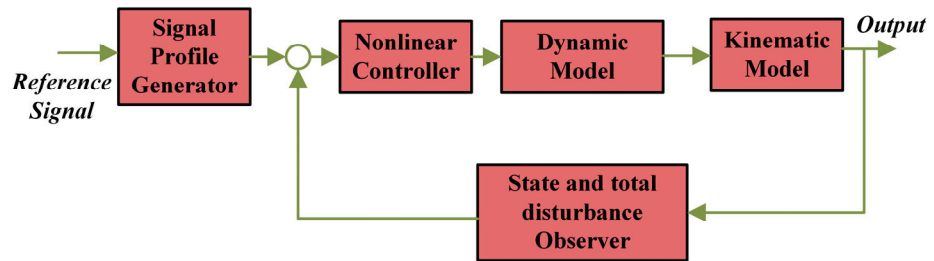 Reference
Signal
Signal
Profile
Generator
Nonlinear
Controller
Dynamic
Model
Kinematic
Model
Output
State and total
disturbance
Observer